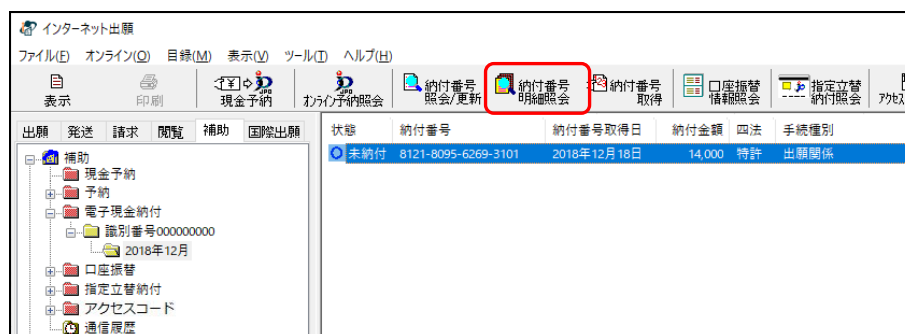 インターネット出願
ファイル(F) オンライン(O) 目録(M) 表示(V) ツール(T) ヘルプ(H)
表示
印刷
現金予納
オンライン予納照会
納付番号
照会/更新
納付番号
明細照会
納付番号
取得
口座振替
情報照会
指定立替
納付照会
アクセス
出願 発送 請求 閲覧 補助 国際出願
状態 納付番号 納付番号取得日 納付金額 四法 手続種別
未納付 8121-8095-6269-3101 2018年12月18日 14,000 特許 出願関係
補助
現金予納
予納
電子現金納付
識別番号000000000
2018年12月
口座振替
指定立替納付
アクセスコード
通信履歴